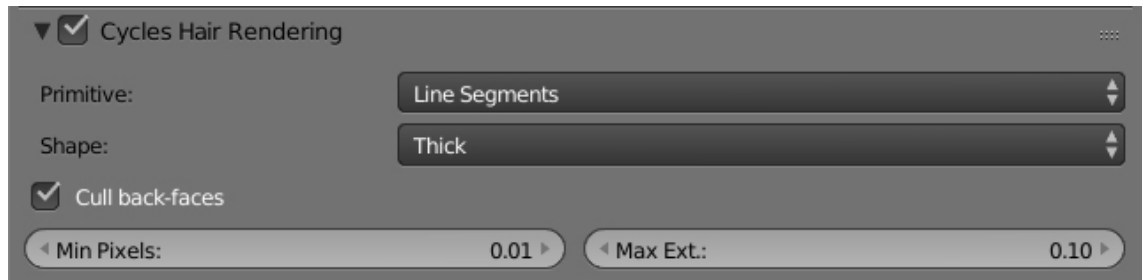 Cycles Hair Rendering
Primitive: Line Segments
Shape: Thick
Cull back-faces
Min Pixels: 0.01 Max Ext.: 0.10